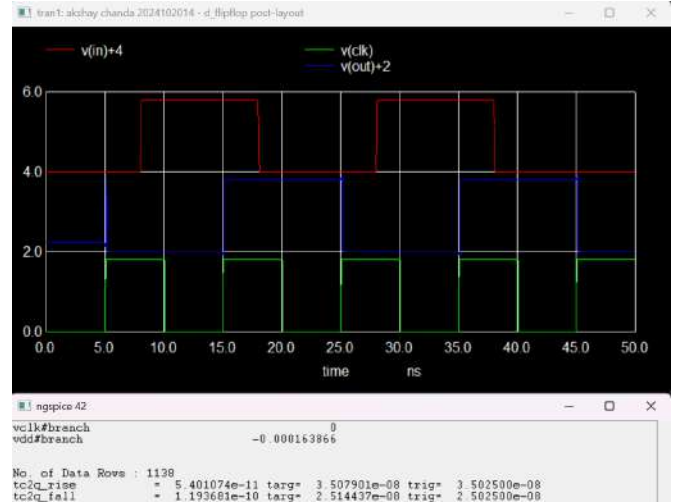 tran1: akshay chanda 2024102014 - d_flipflop post-layout
v(in)+4
v(clk)
v(out)+2
6.0
4.0
2.0
0.0
0.0 5.0 10.0 15.0 20.0 25.0 30.0 35.0 40.0 45.0 50.0
time ns
ngspice 42
vclk#branch 0
vdd#branch -0.000163866
No. of Data Rows : 1138
tc2q_rise = 5.401074e-11 targ= 3.507901e-08 trig= 3.502500e-08
tc2q_fall = 1.193681e-10 targ= 2.514437e-08 trig= 2.502500e-08